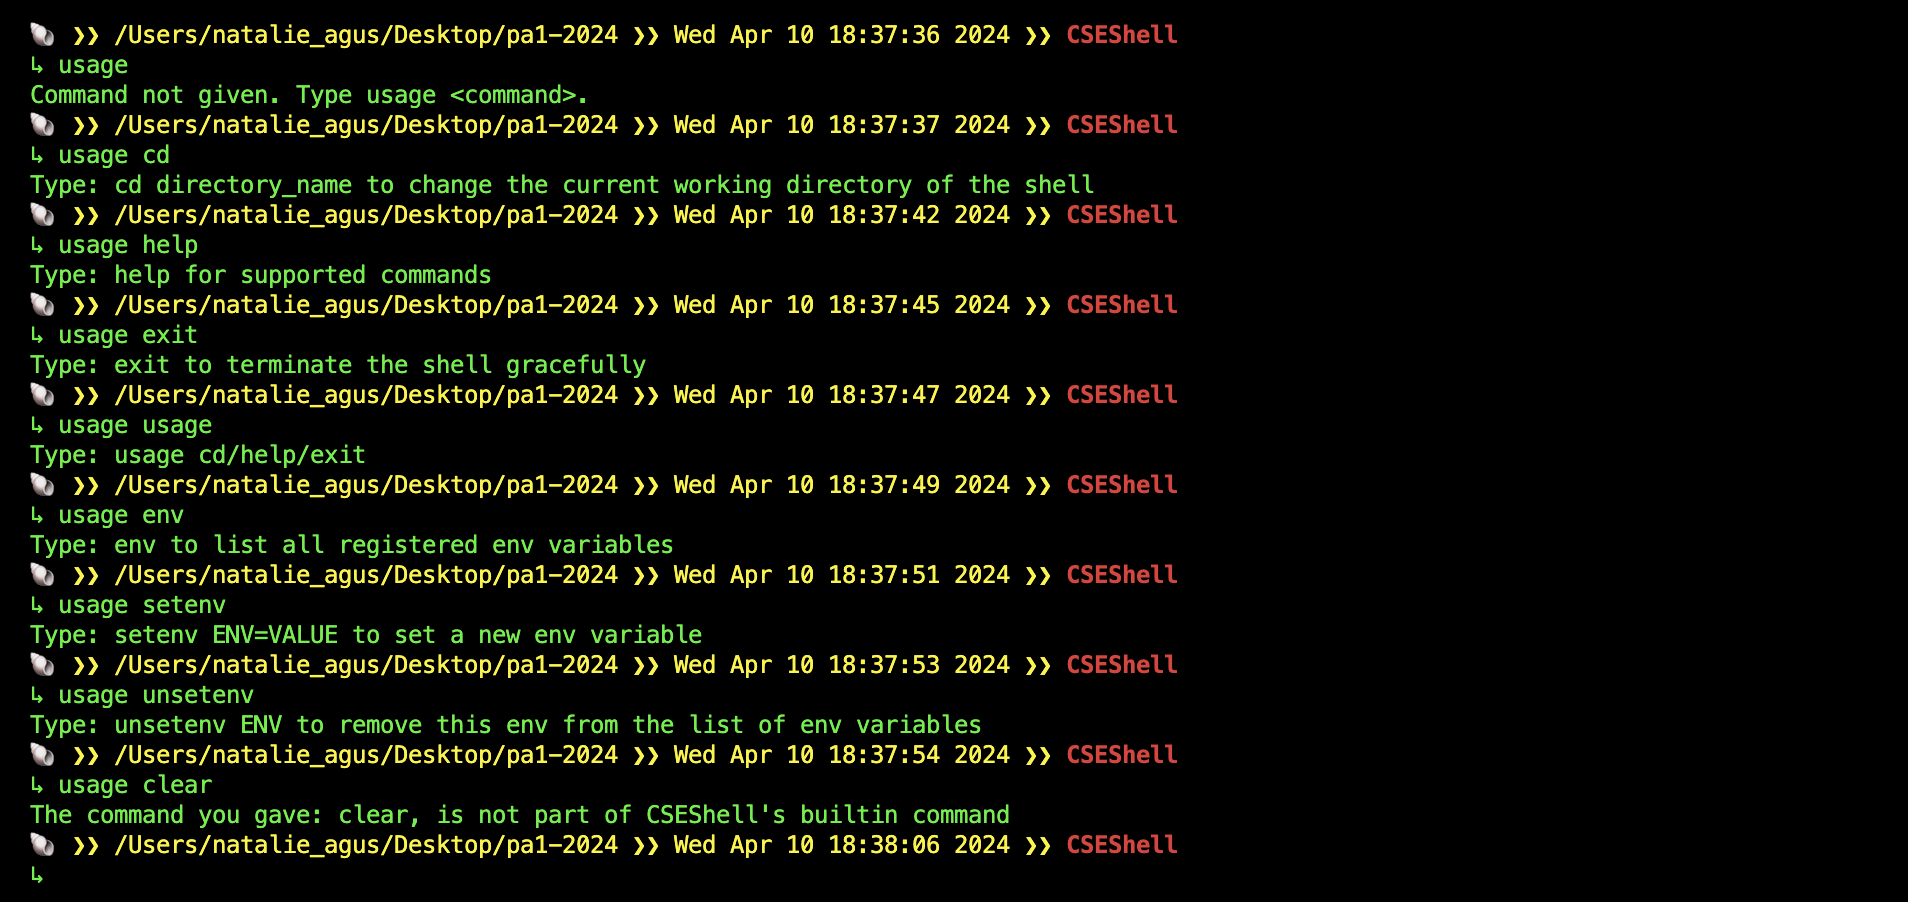 🐚 ❯❯ /Users/natalie_agus/Desktop/pa1-2024 ❯❯ Wed Apr 10 18:37:36 2024 ❯❯ CSEShell
↳ usage
Command not given. Type usage <command>.
🐚 ❯❯ /Users/natalie_agus/Desktop/pa1-2024 ❯❯ Wed Apr 10 18:37:37 2024 ❯❯ CSEShell
↳ usage cd
Type: cd directory_name to change the current working directory of the shell
🐚 ❯❯ /Users/natalie_agus/Desktop/pa1-2024 ❯❯ Wed Apr 10 18:37:42 2024 ❯❯ CSEShell
↳ usage help
Type: help for supported commands
🐚 ❯❯ /Users/natalie_agus/Desktop/pa1-2024 ❯❯ Wed Apr 10 18:37:45 2024 ❯❯ CSEShell
↳ usage exit
Type: exit to terminate the shell gracefully
🐚 ❯❯ /Users/natalie_agus/Desktop/pa1-2024 ❯❯ Wed Apr 10 18:37:47 2024 ❯❯ CSEShell
↳ usage usage
Type: usage cd/help/exit
🐚 ❯❯ /Users/natalie_agus/Desktop/pa1-2024 ❯❯ Wed Apr 10 18:37:49 2024 ❯❯ CSEShell
↳ usage env
Type: env to list all registered env variables
🐚 ❯❯ /Users/natalie_agus/Desktop/pa1-2024 ❯❯ Wed Apr 10 18:37:51 2024 ❯❯ CSEShell
↳ usage setenv
Type: setenv ENV=VALUE to set a new env variable
🐚 ❯❯ /Users/natalie_agus/Desktop/pa1-2024 ❯❯ Wed Apr 10 18:37:53 2024 ❯❯ CSEShell
↳ usage unsetenv
Type: unsetenv ENV to remove this env from the list of env variables
🐚 ❯❯ /Users/natalie_agus/Desktop/pa1-2024 ❯❯ Wed Apr 10 18:37:54 2024 ❯❯ CSEShell
↳ usage clear
The command you gave: clear, is not part of CSEShell's builtin command
🐚 ❯❯ /Users/natalie_agus/Desktop/pa1-2024 ❯❯ Wed Apr 10 18:38:06 2024 ❯❯ CSEShell
↳